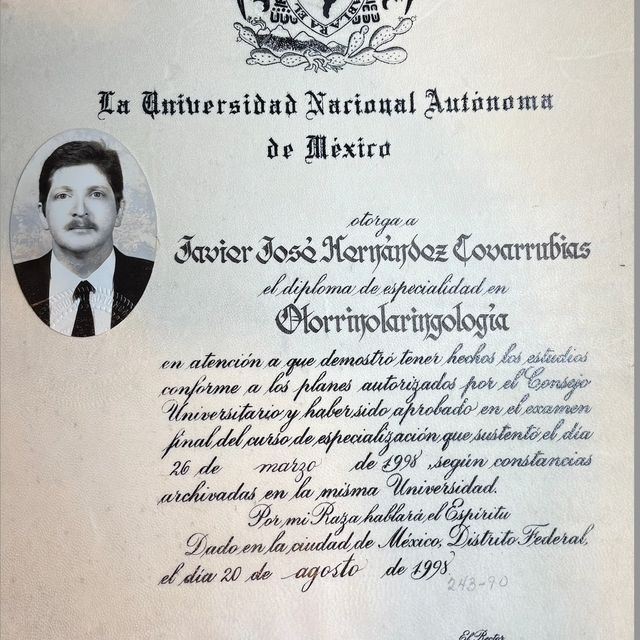 HABLARA EL
La Universidad Nacional Autónoma
de México
otorga a
Javier José Hernández Covarrubias
el diploma de especialidad en
Otorrinolaringología
en atención a que demostró tener hechos los estudios
conforme a los planes autorizados por el Consejo
Universitario y haber sido aprobado en el examen
final del curso de especialización que sustentó el día
26 de marzo de 1998, según constancias
archivadas en la misma Universidad.
Por mi Raza hablará el Espíritu
Dado en la ciudad de México, Distrito Federal,
el día 20 de agosto de 1998
243-90
El Rector